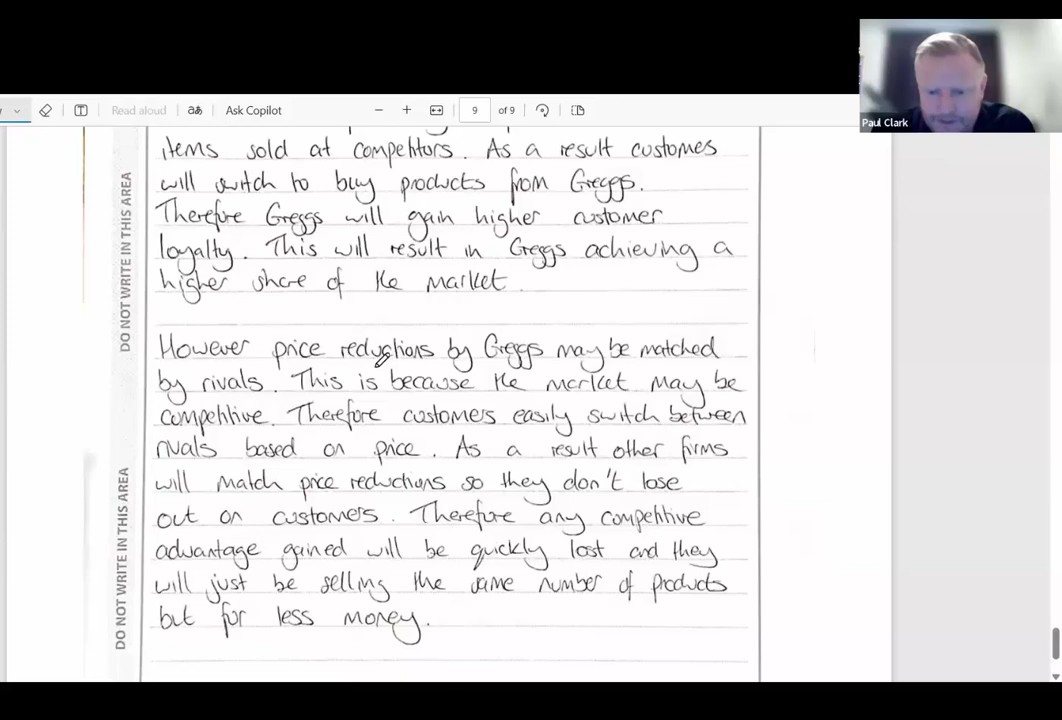 Paul Clark
Read aloud
aあ
Ask Copilot
9 of 9
items sold at competitors. As a result customes
will switch to buy products from Greggs.
Therefore Greggs will gain higher customer
loyalty. This will result in Greggs achieving a
higher share of the market.
However price reductions by Greggs may be matched
by rivals. This is because the market may be
competitive. Therefore customers easily switch between
rivals based on price. As a result other firms
will match price reductions so they don't lose
out on customers. Therefore any competitive
advantage gained will be quickly lost and they
will just be selling the same number of products
but for less money.
DO NOT WRITE IN THIS AREA
DO NOT WRITE IN THIS AREA